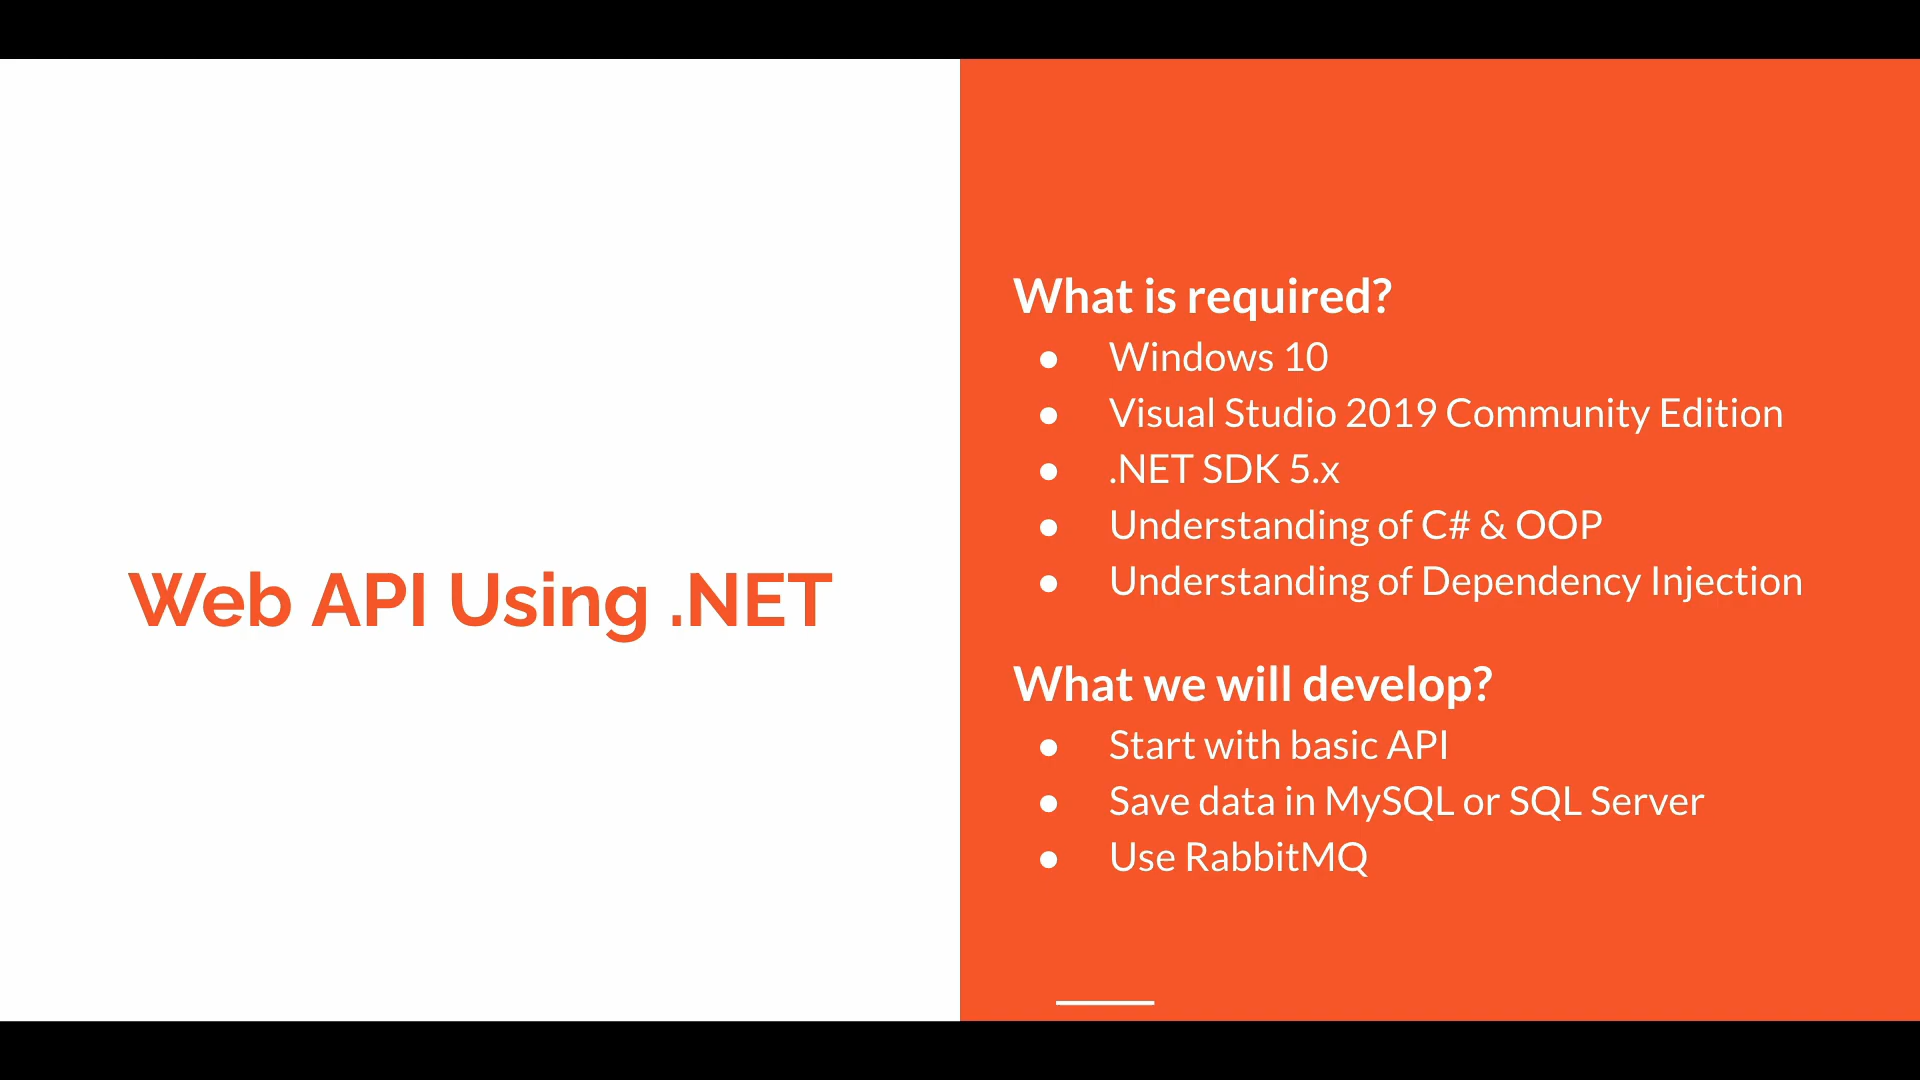 Web API Using .NET
What is required?
● Windows 10
● Visual Studio 2019 Community Edition
● .NET SDK 5.x
● Understanding of C# & OOP
● Understanding of Dependency Injection
What we will develop?
● Start with basic API
● Save data in MySQL or SQL Server
● Use RabbitMQ